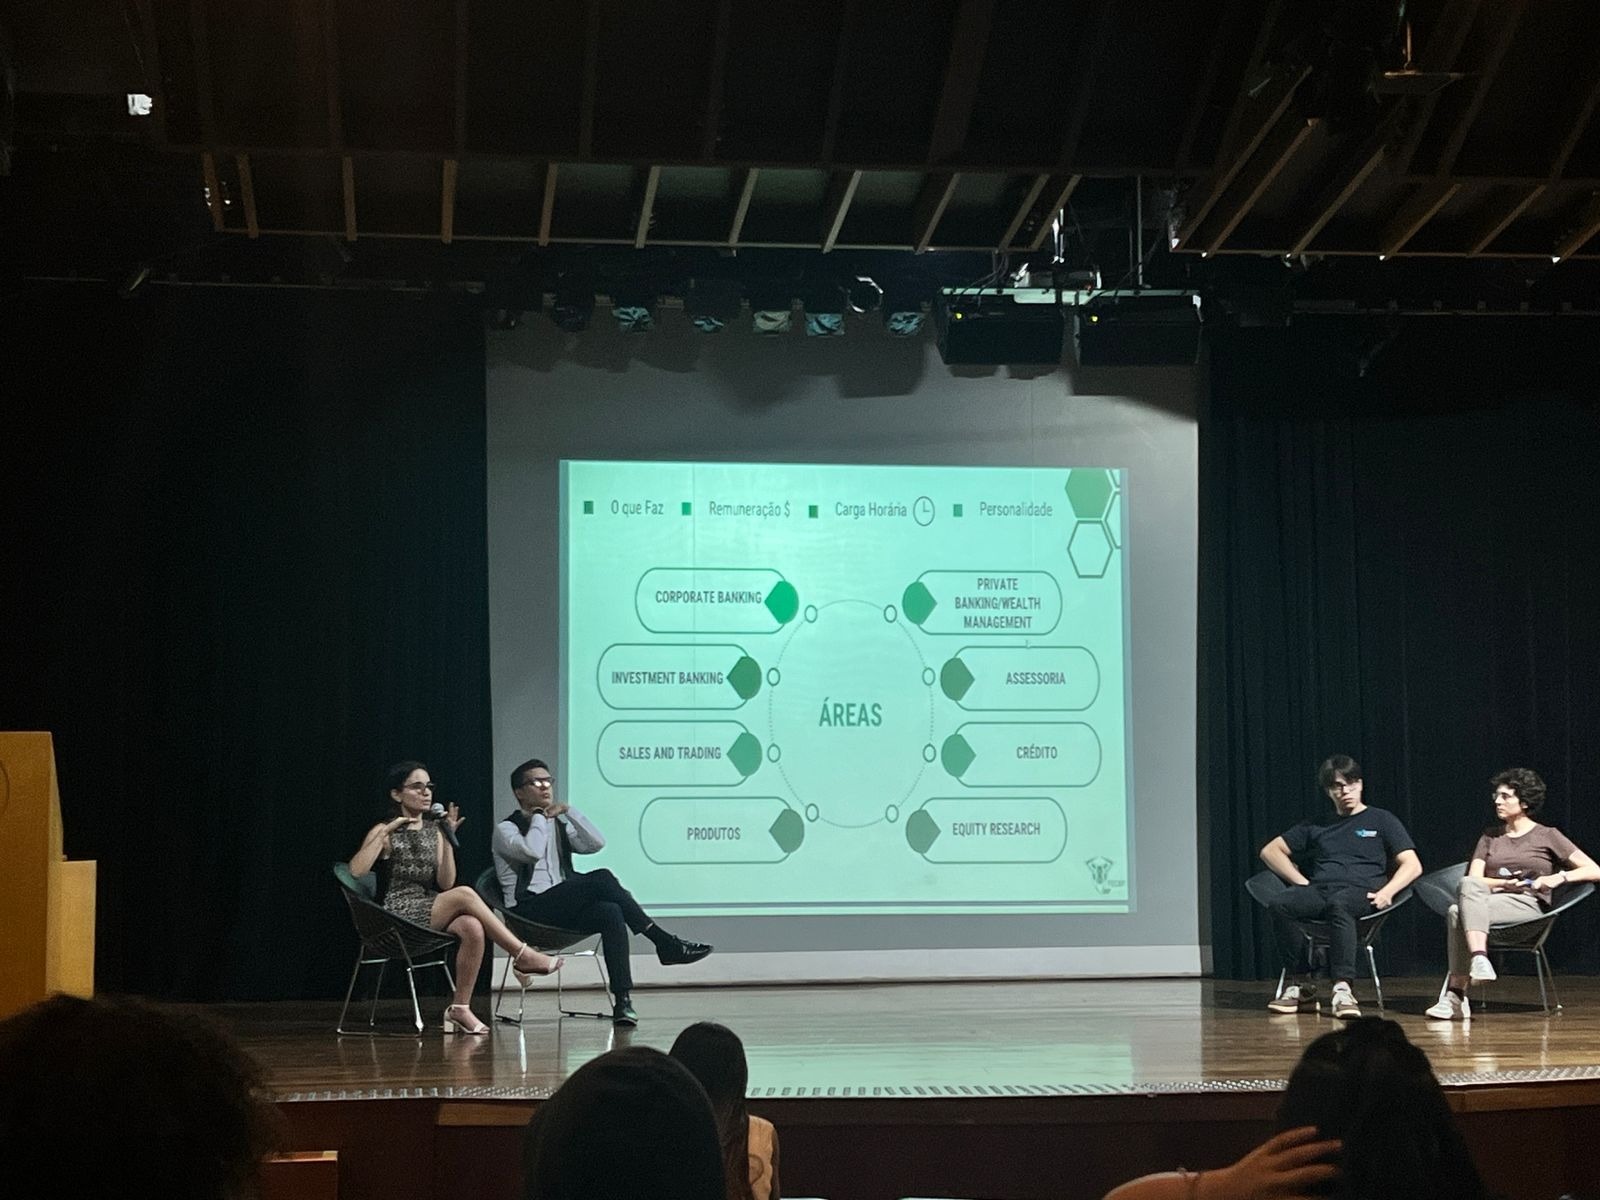 O que Faz
Remuneração $
Carga Horária
Personalidade
CORPORATE BANKING
PRIVATE
BANKING/WEALTH
MANAGEMENT
INVESTMENT BANKING
ASSESSORIA
ÁREAS
SALES AND TRADING
CRÉDITO
PRODUTOS
EQUITY RESEARCH